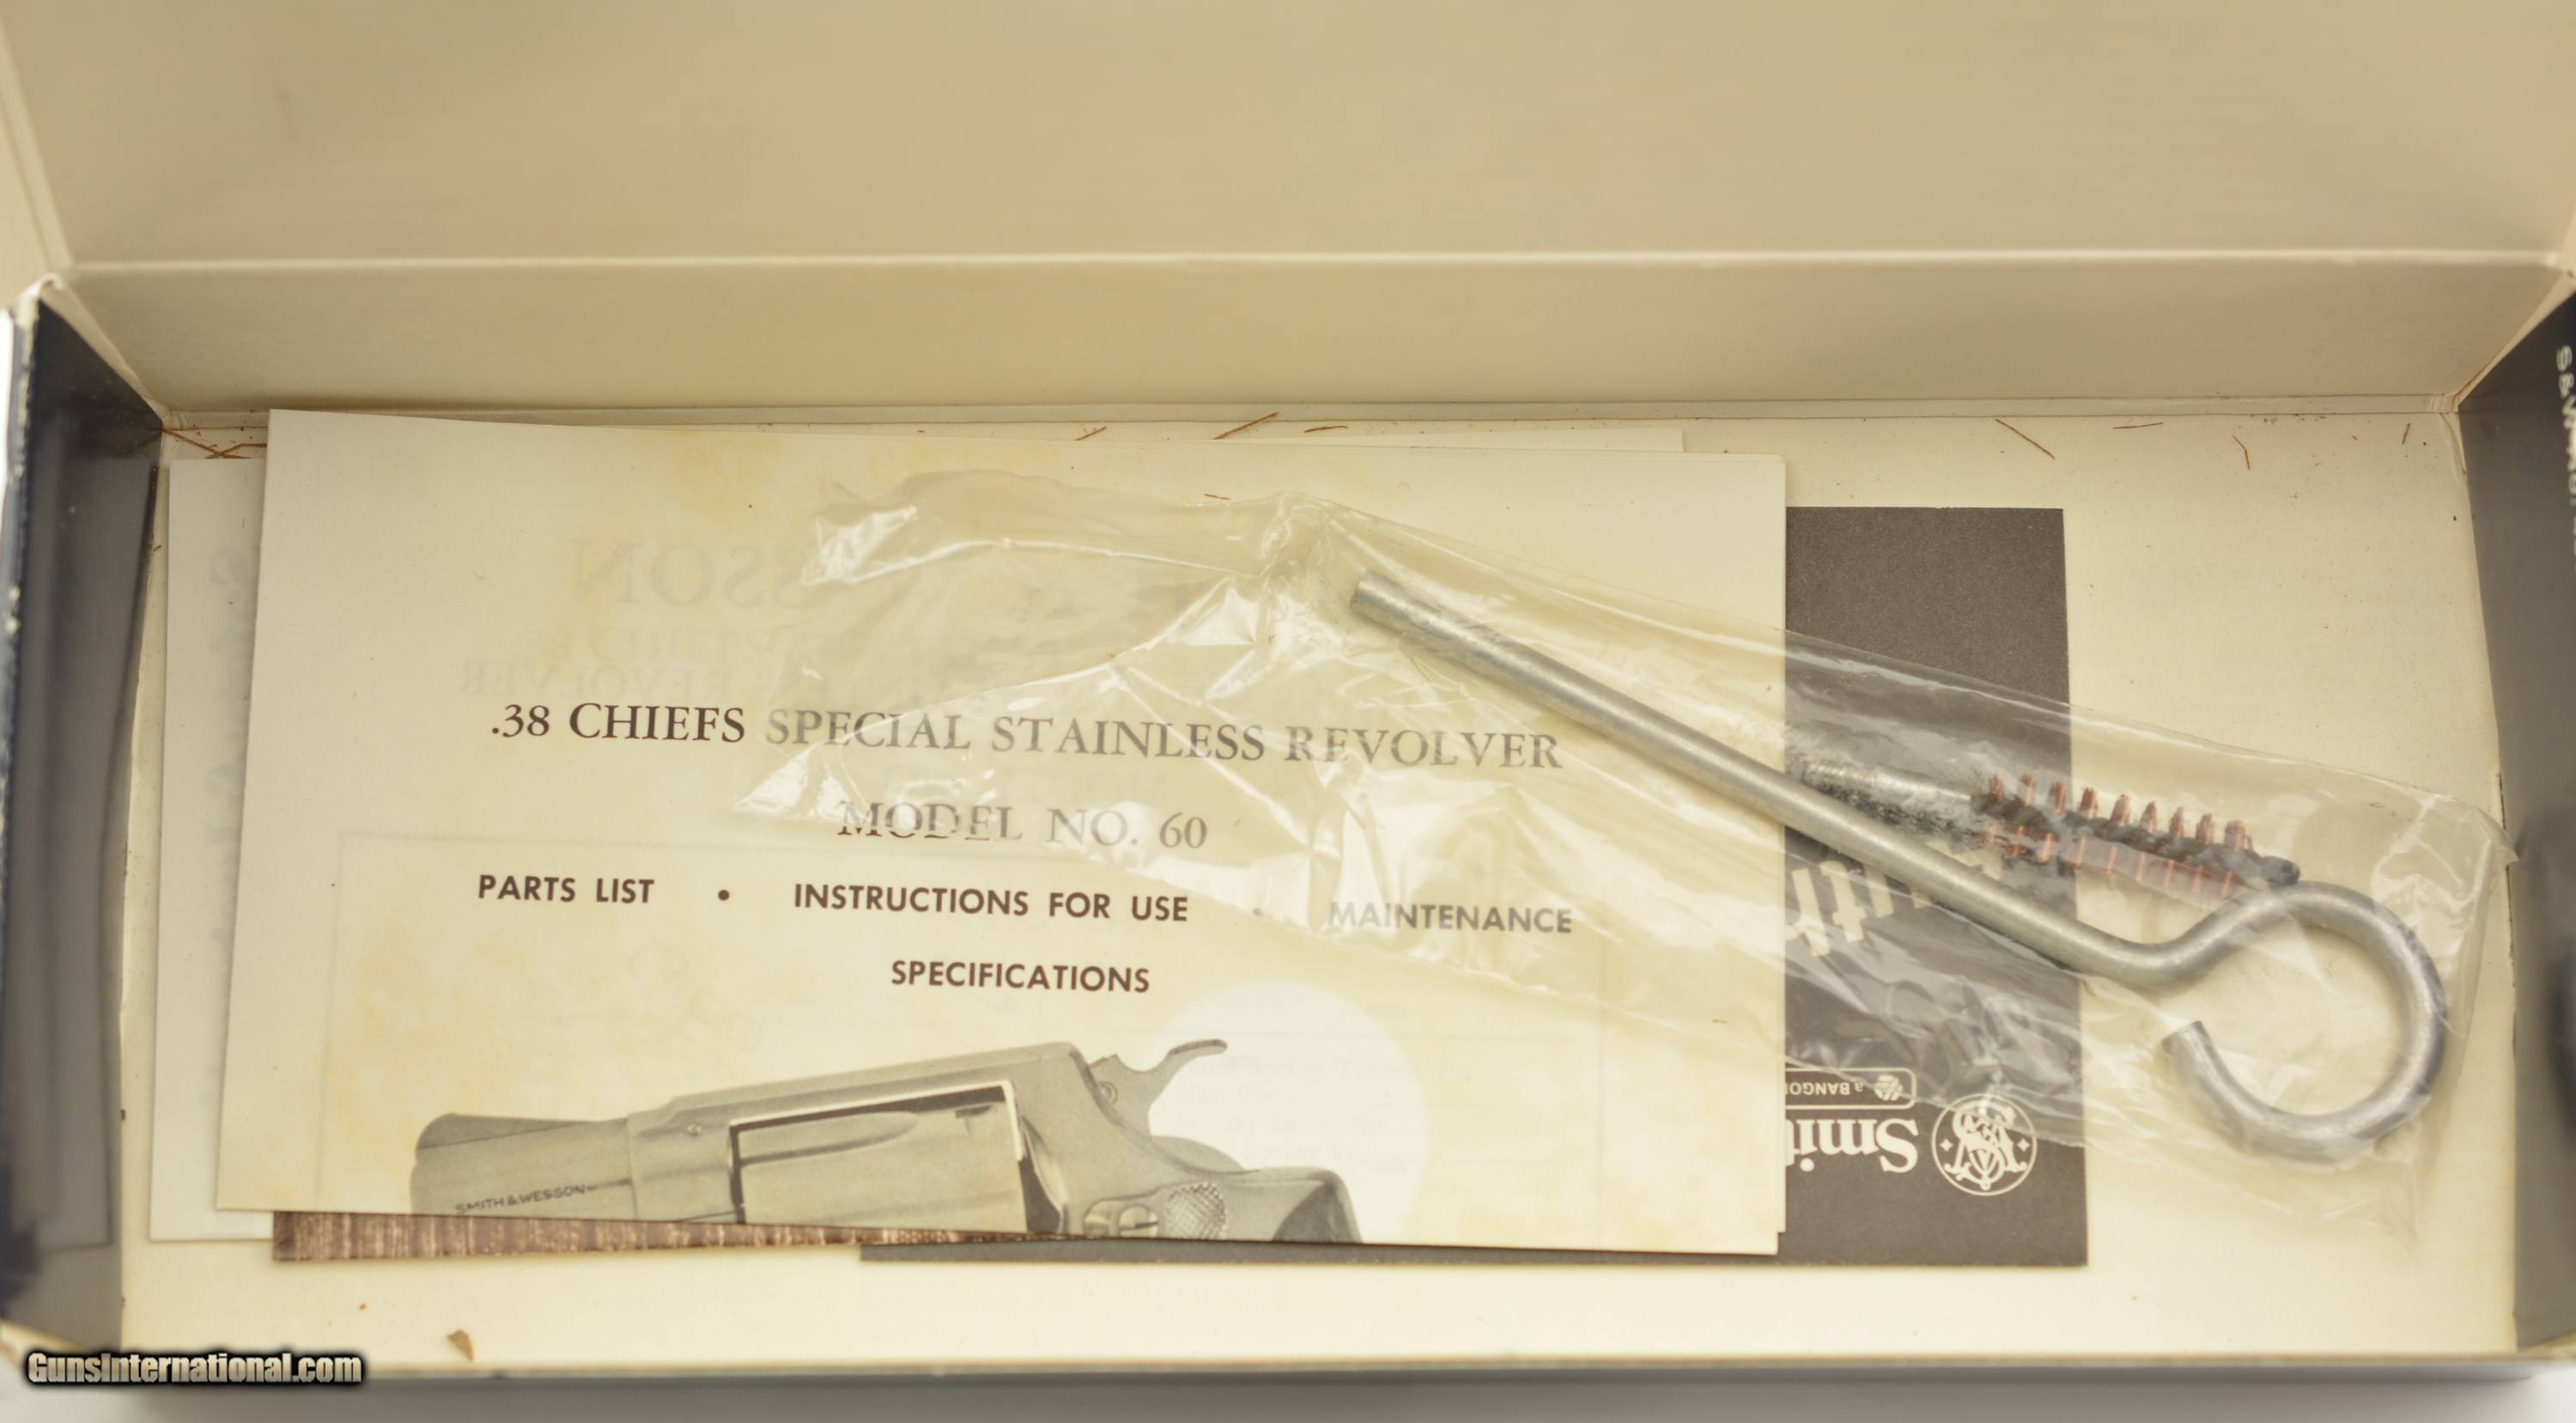 .38 CHIEFS SPECIAL STAINLESS REVOLVER
MODEL NO. 60
PARTS LIST • INSTRUCTIONS FOR USE • MAINTENANCE
SPECIFICATIONS
SMITH & WESSON
GunsInternational.com